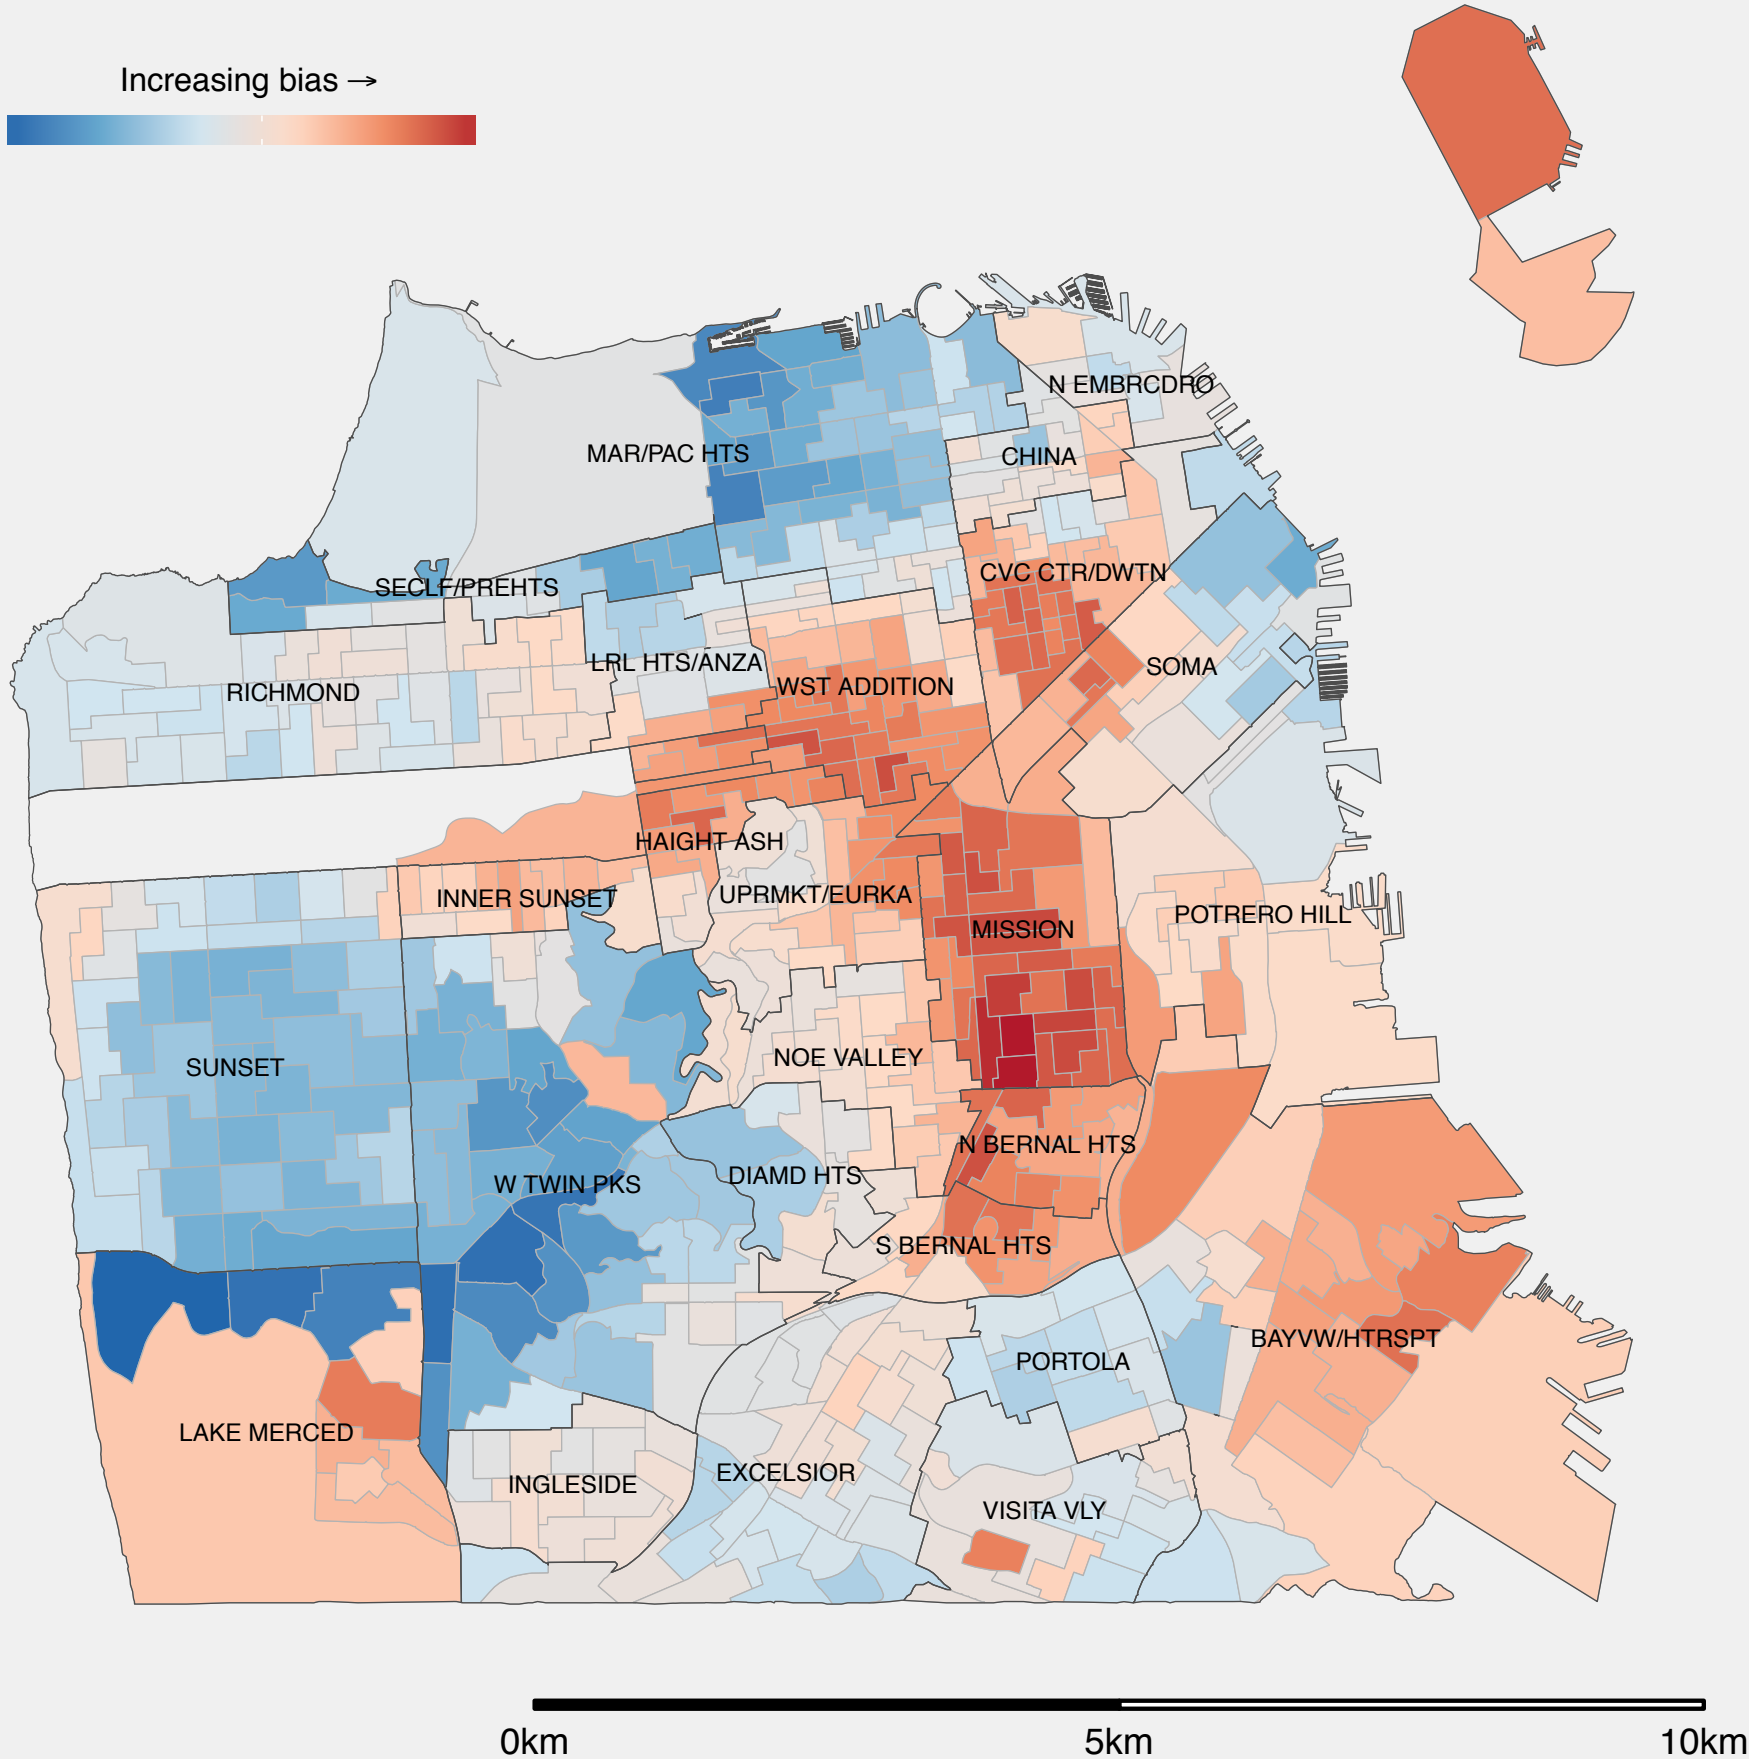 Increasing bias →
N EMBRCDRO
MAR/PAC HTS
CHINA
CVC CTR/DWTN
SECLF/PREHTS
LRL HTS/ANZA
SOMA
WST ADDITION
RICHMOND
HAIGHT ASH
INNER SUNSET
UPRMKT/EURKA
POTRERO HILL
MISSION
NOE VALLEY
SUNSET
N BERNAL HTS
DIAMD HTS
W TWIN PKS
S BERNAL HTS
BAYVW/HTRSPT
PORTOLA
LAKE MERCED
EXCELSIOR
INGLESIDE
VISITA VLY
0km 5km 10km